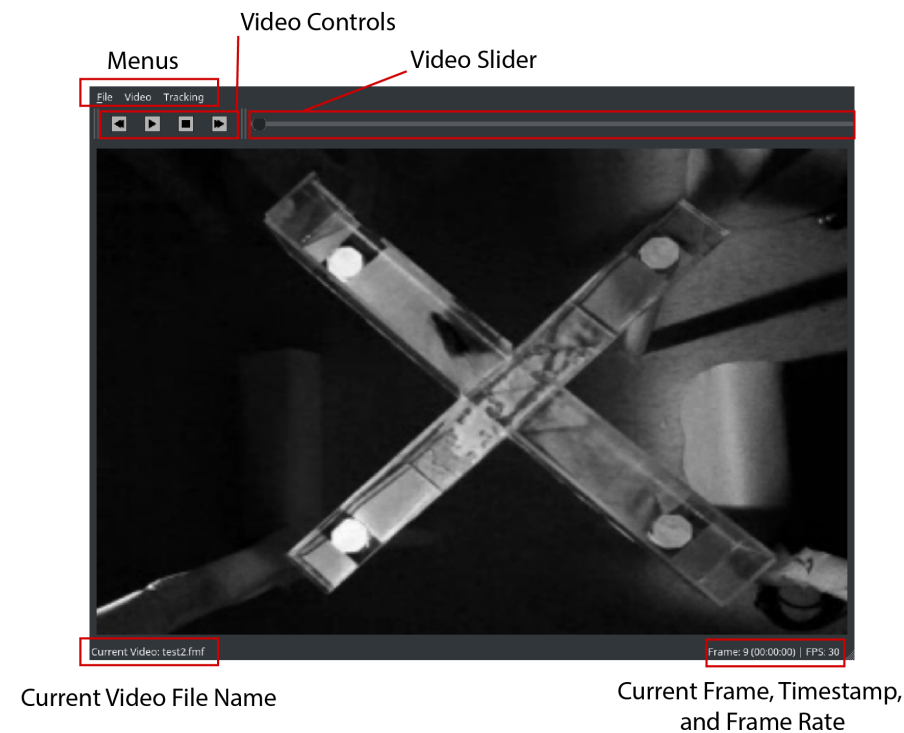 Video Controls
Video Slider
Menus
File Video Tracking
Current Video: test2.fmf
Frame: 9 (00:00:00) | FPS: 30
Current Video File Name
Current Frame, Timestamp,
and Frame Rate